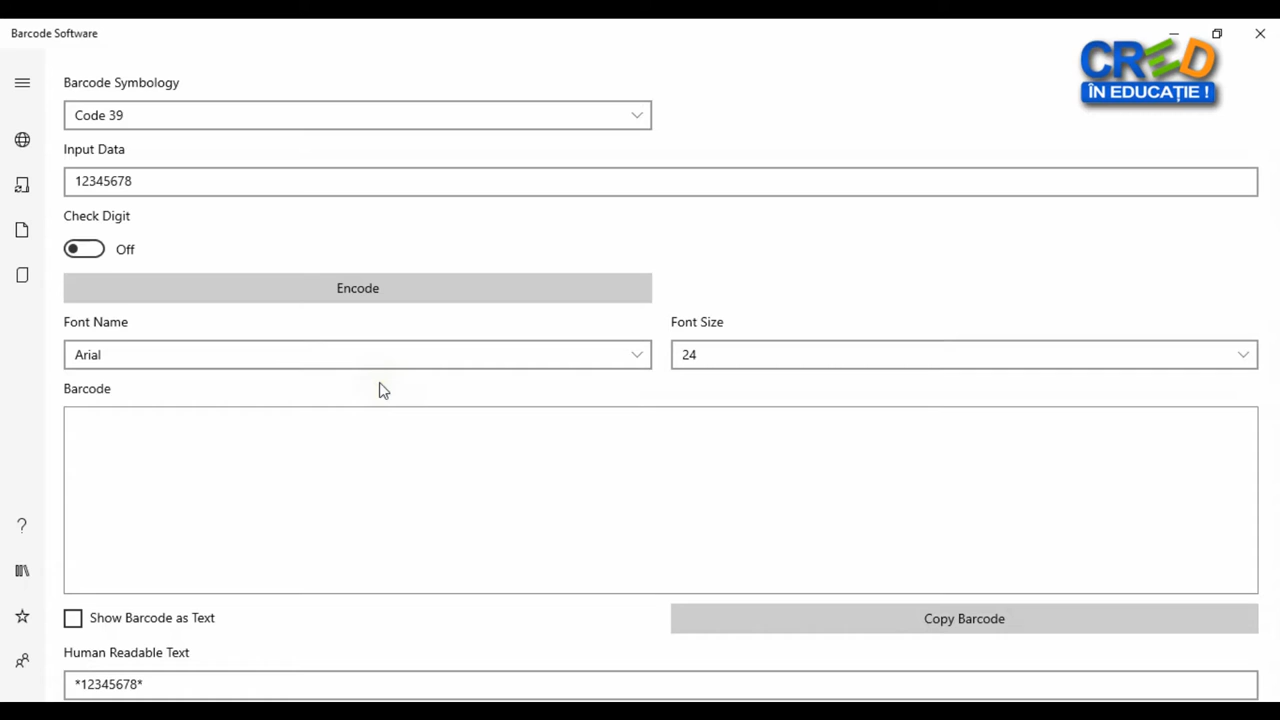 Barcode Software
CRED
ÎN EDUCAȚIE !
Barcode Symbology
Code 39
Input Data
12345678
Check Digit
Off
Encode
Font Name
Font Size
Arial
24
Barcode
Show Barcode as Text
Copy Barcode
Human Readable Text
*12345678*